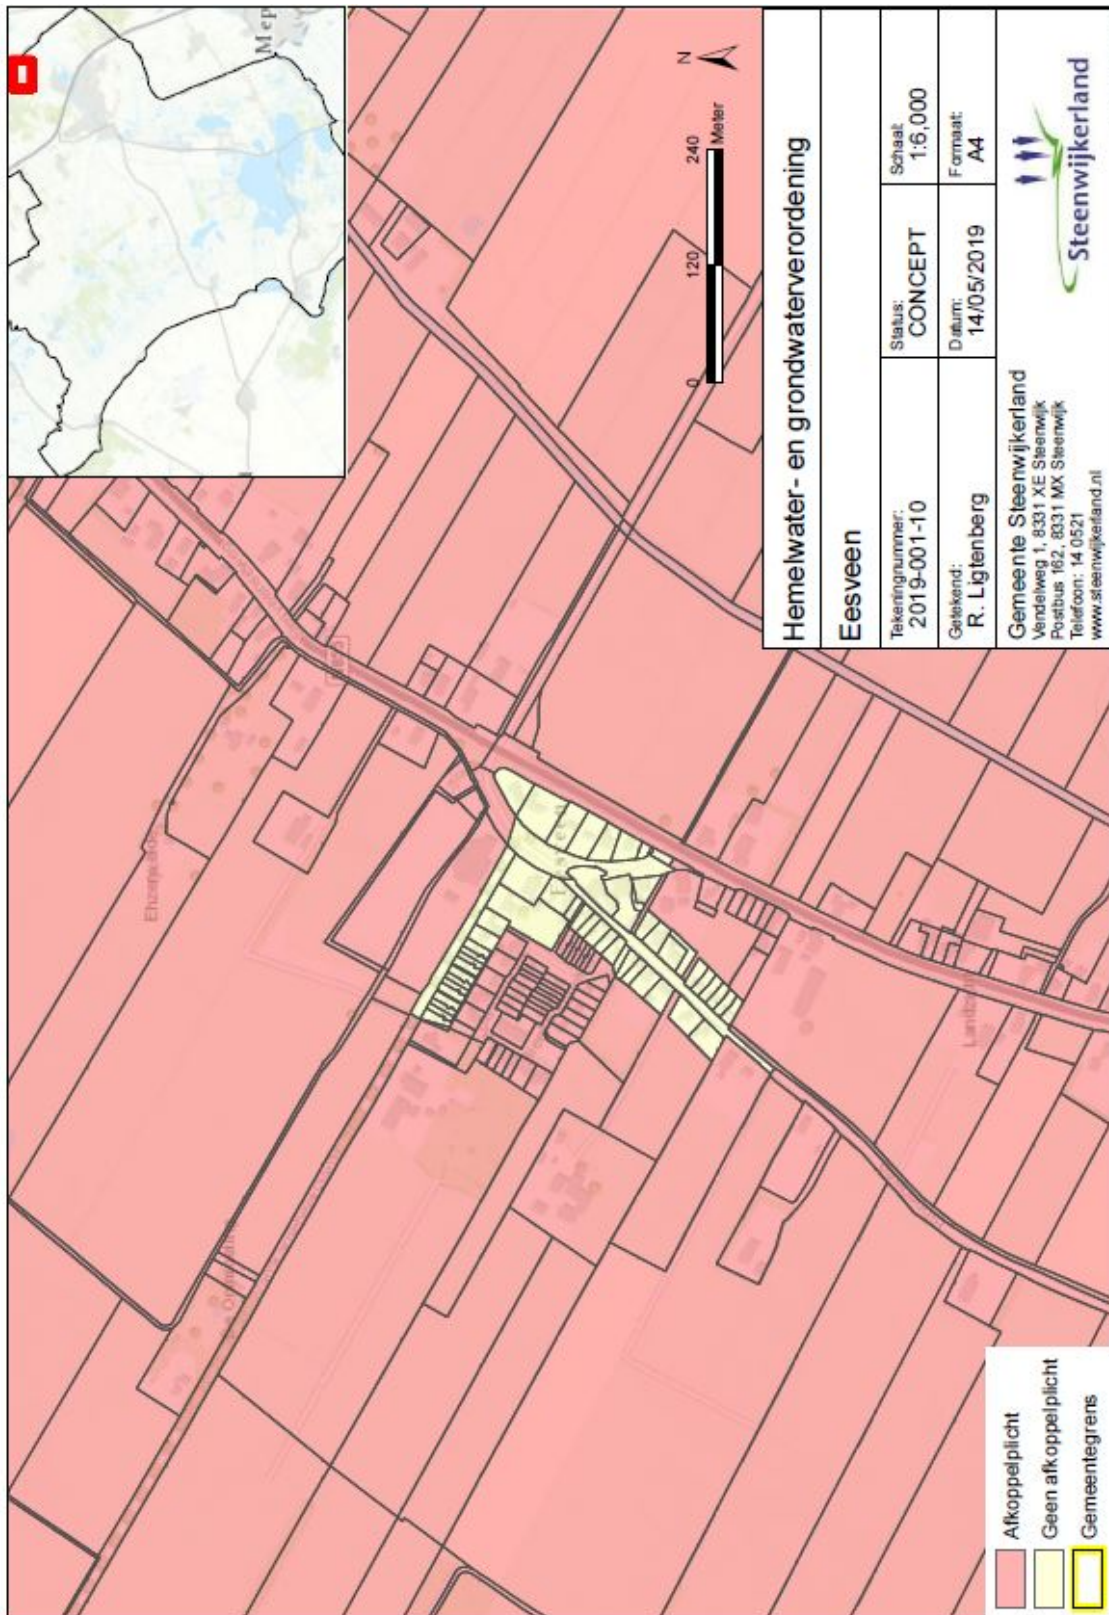 Mep
N
0 120 240
Meter
Hemelwater- en grondwaterverordening
Eesveen
Tekeningnummer:
2019-001-10
Status:
CONCEPT
Schaal:
1:6,000
Getekend:
R. Ligtenberg
Datum:
14/05/2019
Formaat:
A4
Gemeente Steenwijkerland
Vendelweg 1, 8331 XE Steenwijk
Postbus 162, 8331 MX Steenwijk
Telefoon: 14 0521
www.steenwijkerland.nl
Steenwijkerland
Afkoppelplicht
Geen afkoppelplicht
Gemeentegrens